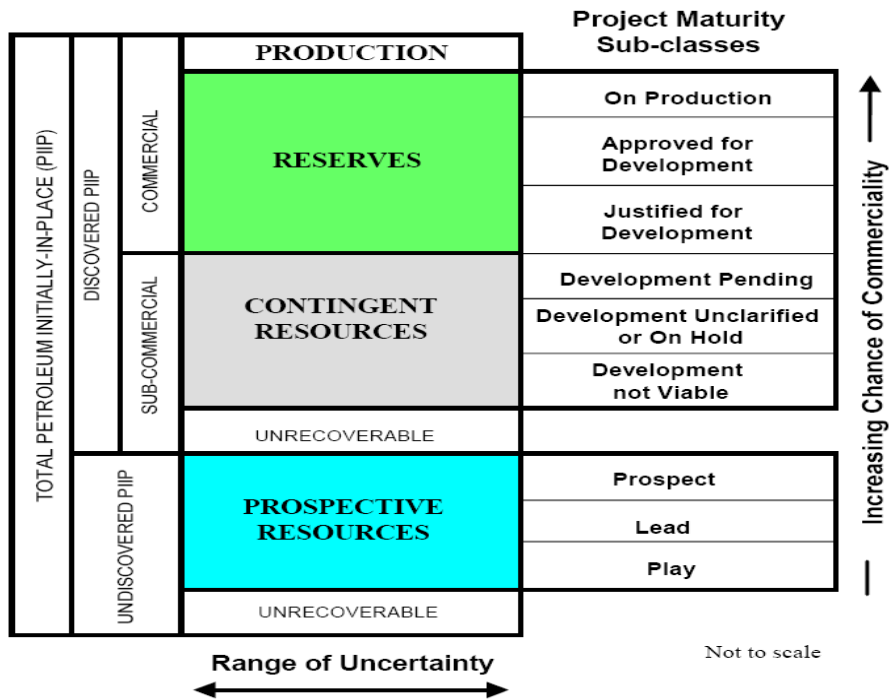 Project Maturity
Sub-classes
PRODUCTION
RESERVES
CONTINGENT
RESOURCES
UNRECOVERABLE
PROSPECTIVE
RESOURCES
UNRECOVERABLE
On Production
Approved for
Development
Justified for
Development
Development Pending
Development Unclarified
or On Hold
Development
not Viable
Prospect
Lead
Play
TOTAL PETROLEUM INITIALLY-IN-PLACE (PIIP)
DISCOVERED PIIP
UNDISCOVERED PIIP
COMMERCIAL
SUB-COMMERCIAL
Increasing Chance of Commerciality
Range of Uncertainty
Not to scale